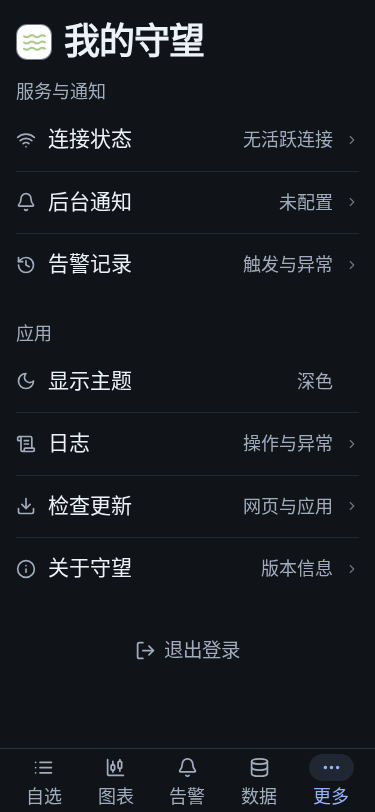 我的守望
服务与通知
连接状态 无活跃连接
后台通知 未配置
告警记录 触发与异常
应用
显示主题 深色
日志 操作与异常
检查更新 网页与应用
关于守望 版本信息
退出登录
自选 图表 告警 数据 更多